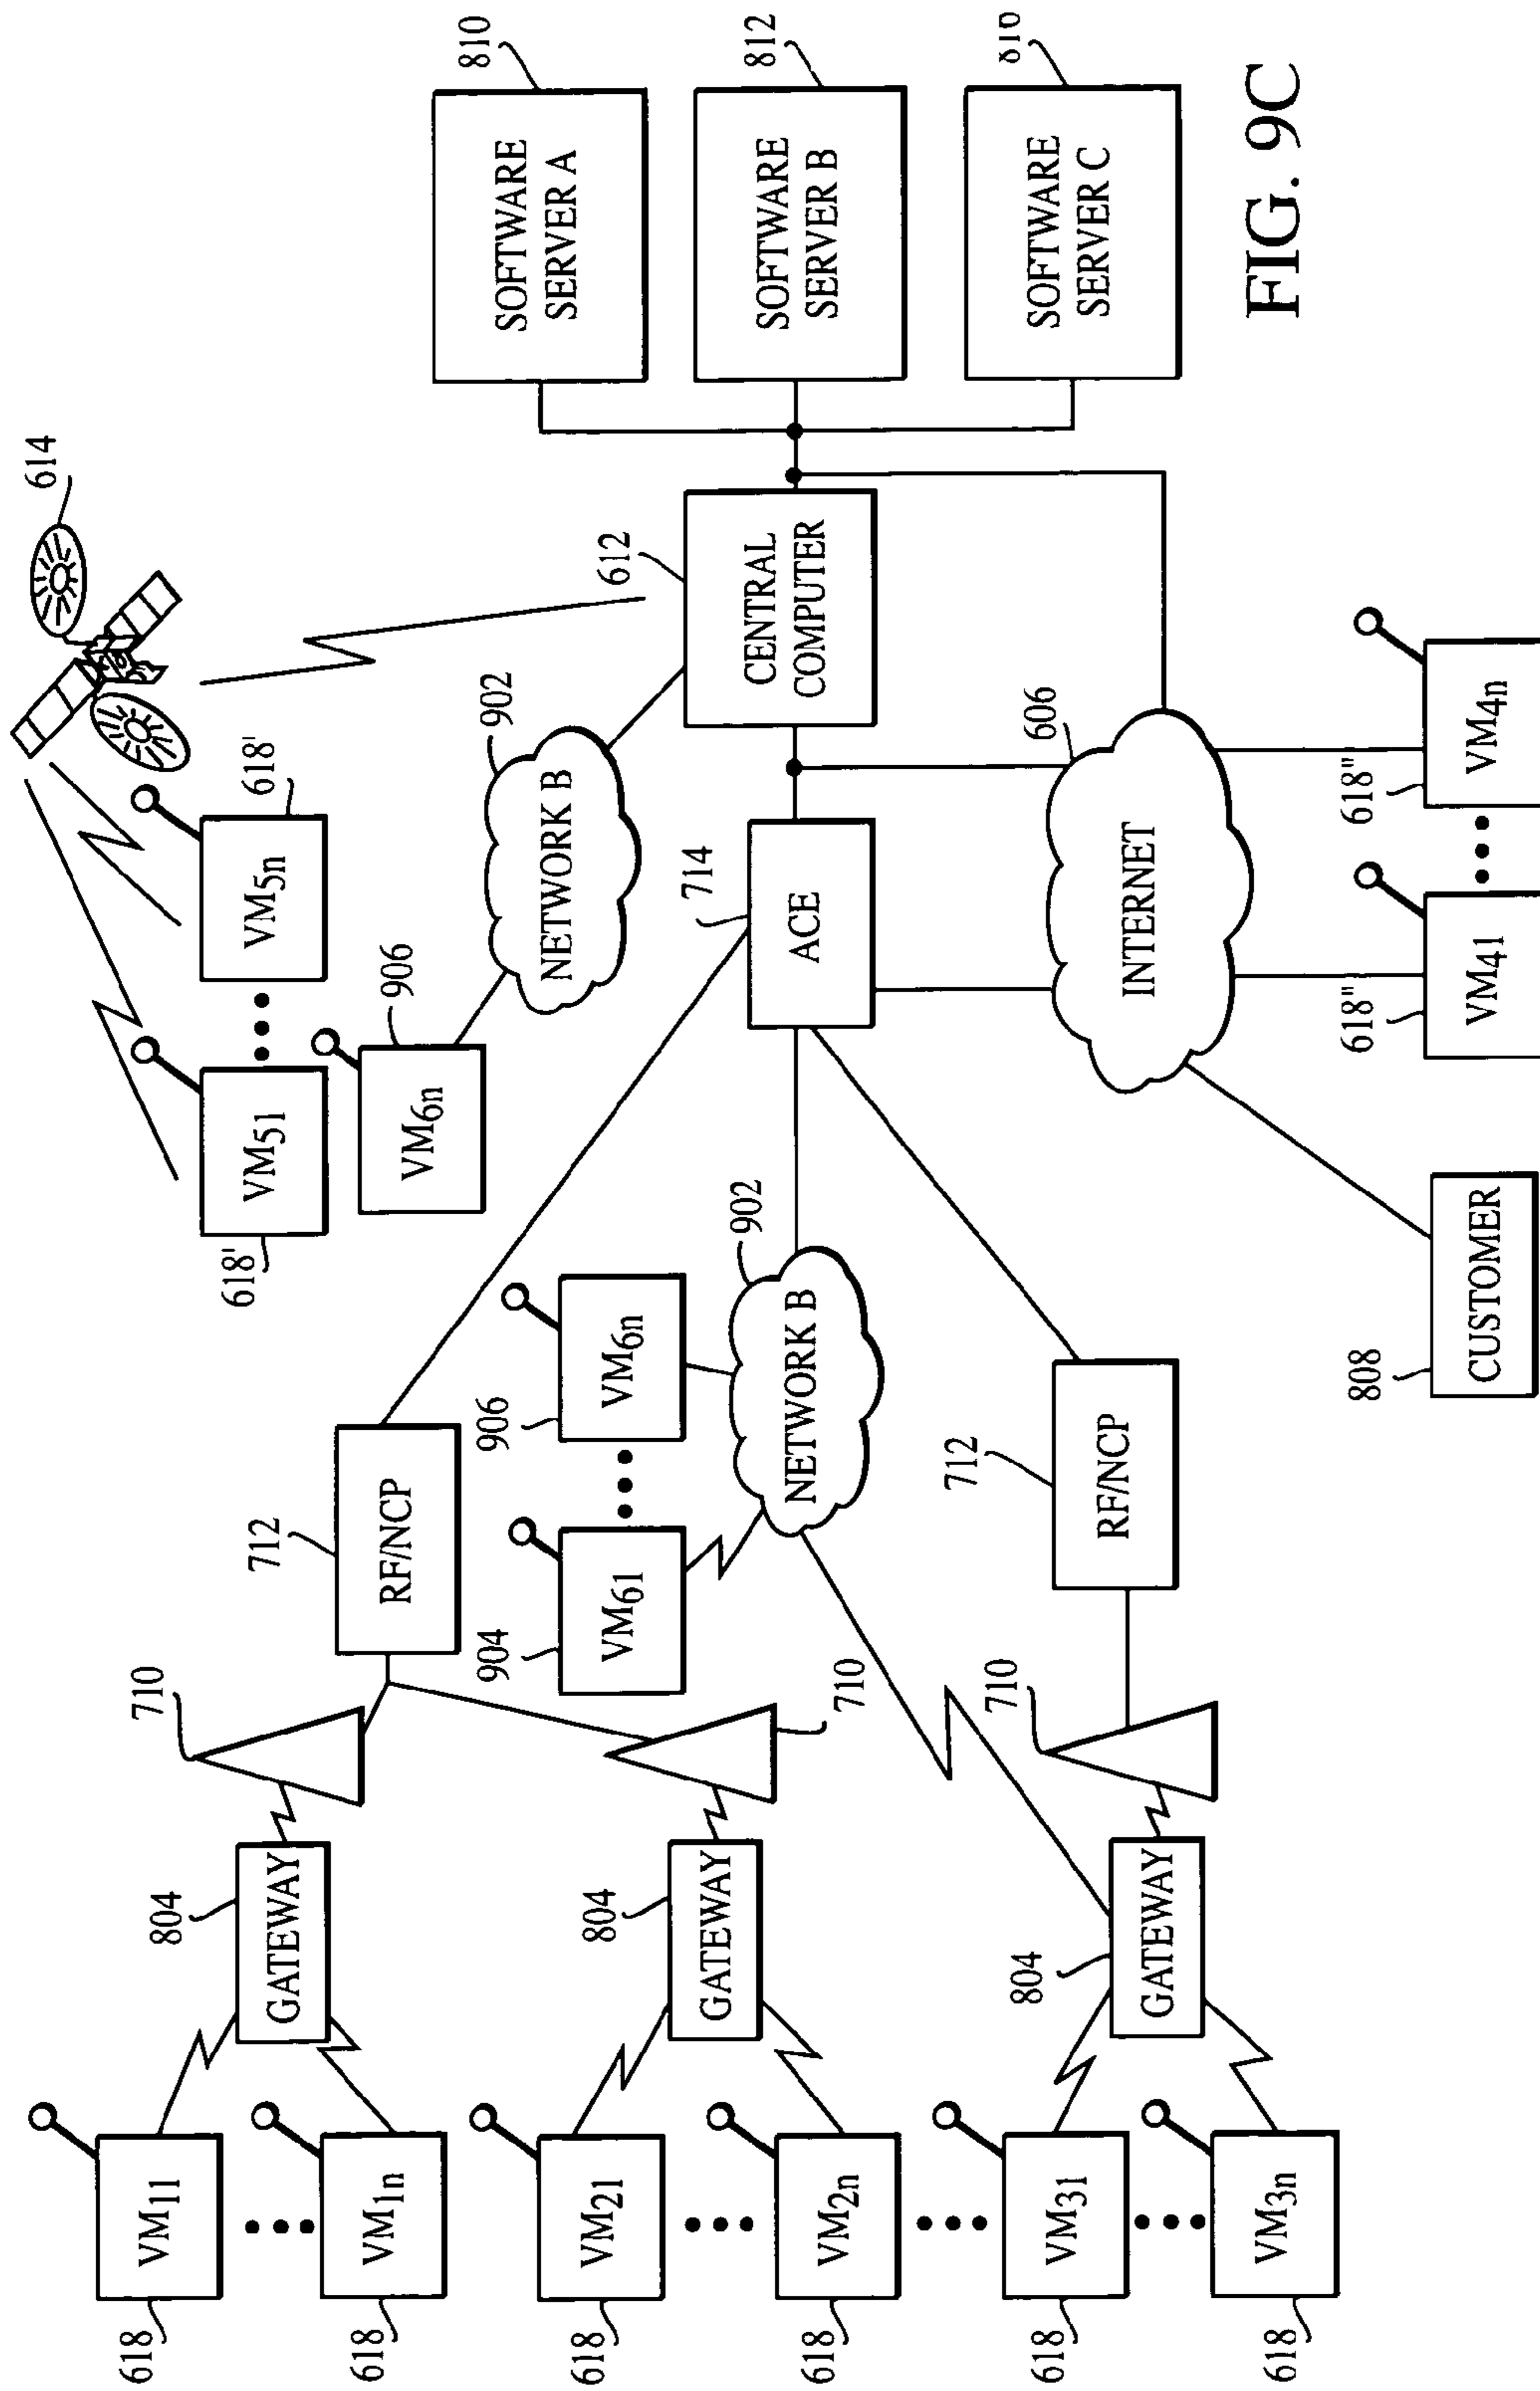 618
VM11
618
VM1n
618
VM21
618
VM2n
618
VM31
618
VM3n
804
GATEWAY
804
GATEWAY
804
GATEWAY
710
710
710
712
RF/NCP
904
VM61
906
VM6n
NETWORK B
902
712
RF/NCP
618'
VM51
VM5n
618'
VM6n
906
NETWORK B
902
714
ACE
INTERNET
606
808
CUSTOMER
618"
VM41
618"
VM4n
614
612
CENTRAL
COMPUTER
810
SOFTWARE
SERVER A
812
SOFTWARE
SERVER B
SOFTWARE
SERVER C
FIG. 9C